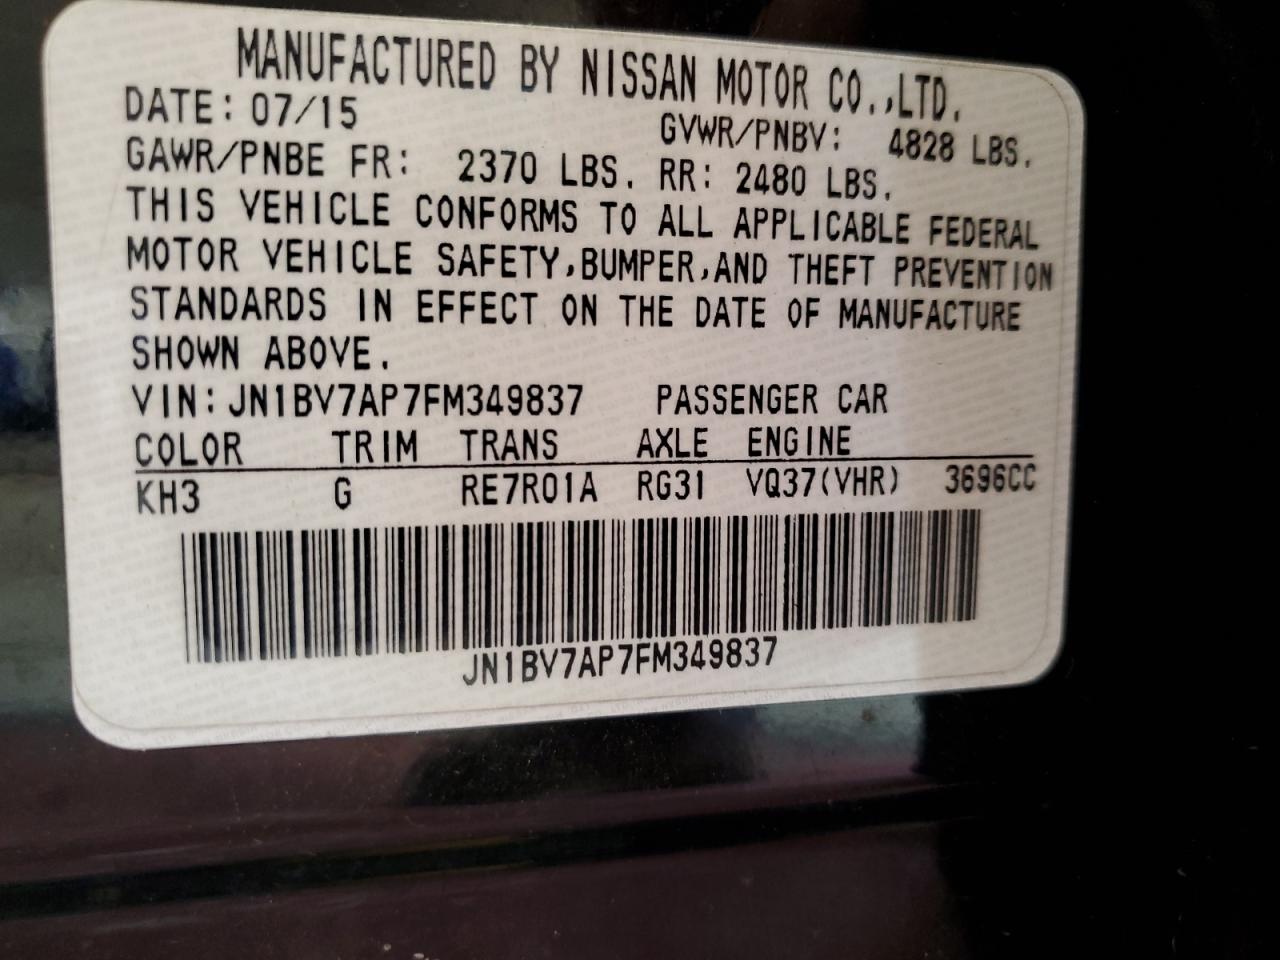 MANUFACTURED BY NISSAN MOTOR CO.,LTD.
DATE: 07/15 GVWR/PNBV: 4828 LBS.
GAWR/PNBE FR: 2370 LBS. RR: 2480 LBS.
THIS VEHICLE CONFORMS TO ALL APPLICABLE FEDERAL
MOTOR VEHICLE SAFETY,BUMPER,AND THEFT PREVENTION
STANDARDS IN EFFECT ON THE DATE OF MANUFACTURE
SHOWN ABOVE.
VIN:JN1BV7AP7FM349837 PASSENGER CAR
COLOR TRIM TRANS AXLE ENGINE
KH3 G RE7R01A RG31 VQ37(VHR) 3696CC
JN1BV7AP7FM349837